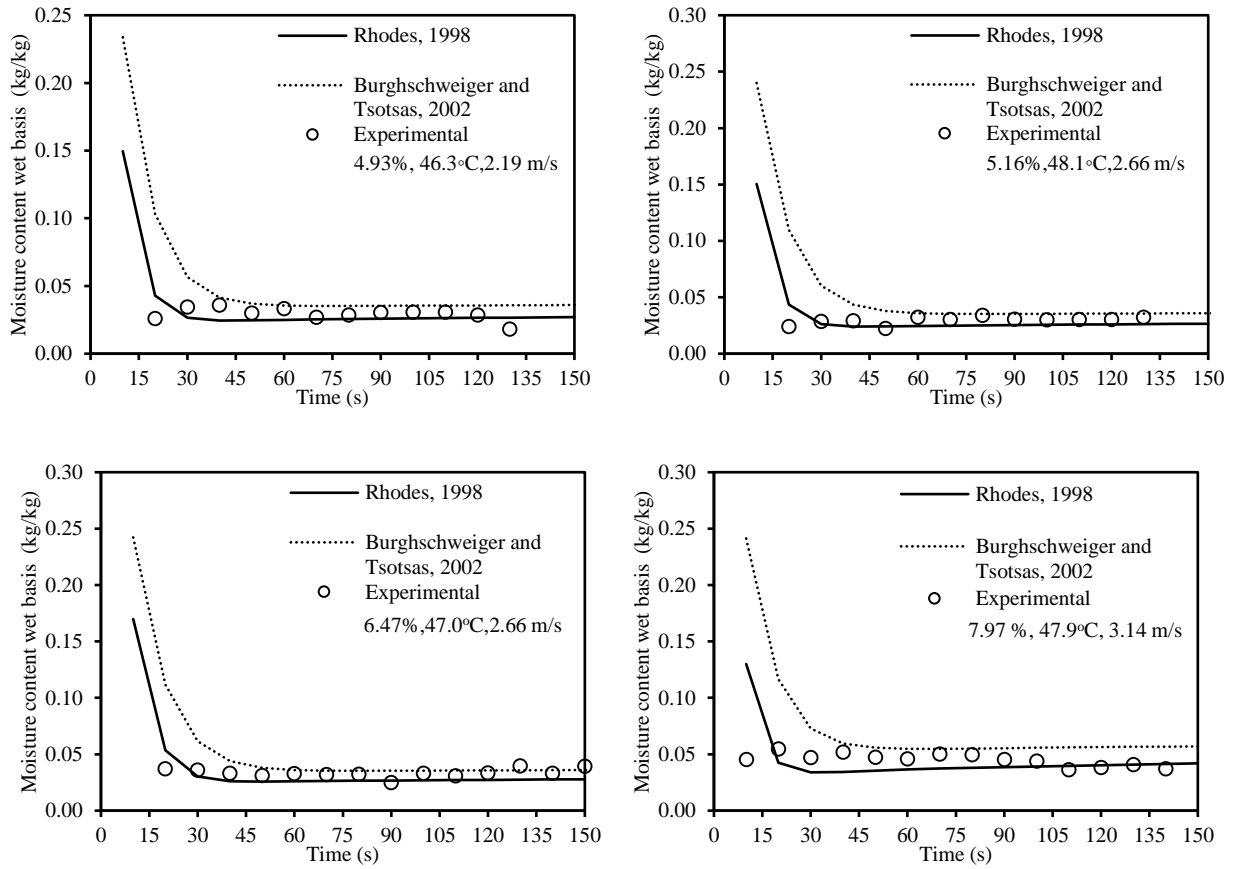 Moisture content wet basis  (kg/kg)
0.25
0.20
0.15
0.10
0.05
0.00
Rhodes, 1998
Burghschweiger and
Tsotsas, 2002
Experimental
4.93%, 46.3°C,2.19 m/s
0 15 30 45 60 75 90 105 120 135 150
Time (s)
Moisture content wet basis  (kg/kg)
0.30
0.25
0.20
0.15
0.10
0.05
0.00
Rhodes, 1998
Burghschweiger and
Tsotsas, 2002
Experimental
5.16%,48.1°C,2.66 m/s
0 15 30 45 60 75 90 105 120 135 150
Time (s)
Moisture content wet basis  (kg/kg)
0.30
0.25
0.20
0.15
0.10
0.05
0.00
Rhodes, 1998
Burghschweiger and
Tsotsas, 2002
Experimental
6.47%,47.0°C,2.66 m/s
0 15 30 45 60 75 90 105 120 135 150
Time (s)
Moisture content wet basis  (kg/kg)
0.30
0.25
0.20
0.15
0.10
0.05
0.00
Rhodes, 1998
Burghschweiger and
Tsotsas, 2002
Experimental
7.97 %, 47.9°C, 3.14 m/s
0 15 30 45 60 75 90 105 120 135 150
Time (s)